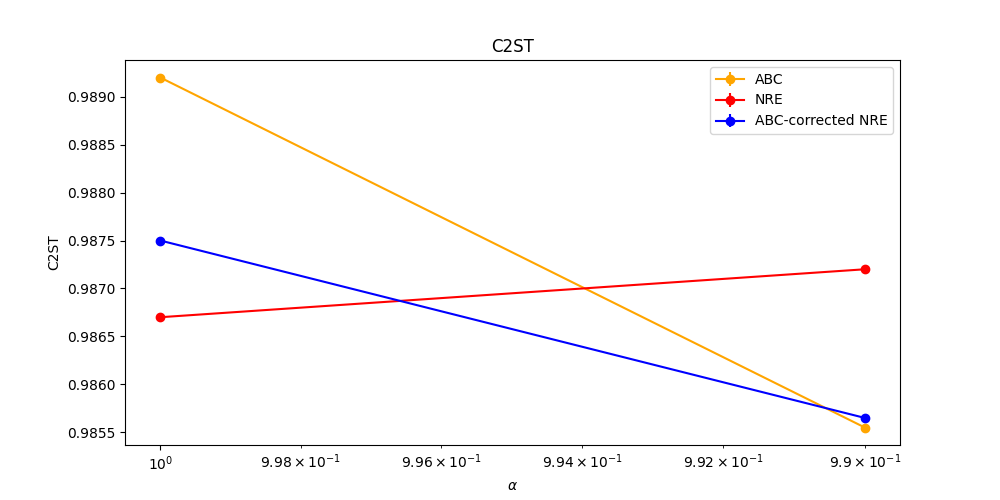 C2ST
ABC
NRE
ABC-corrected NRE
C2ST
0.9890
0.9885
0.9880
0.9875
0.9870
0.9865
0.9860
0.9855
10⁰
9.98 × 10⁻¹
9.96 × 10⁻¹
9.94 × 10⁻¹
9.92 × 10⁻¹
9.9 × 10⁻¹
α